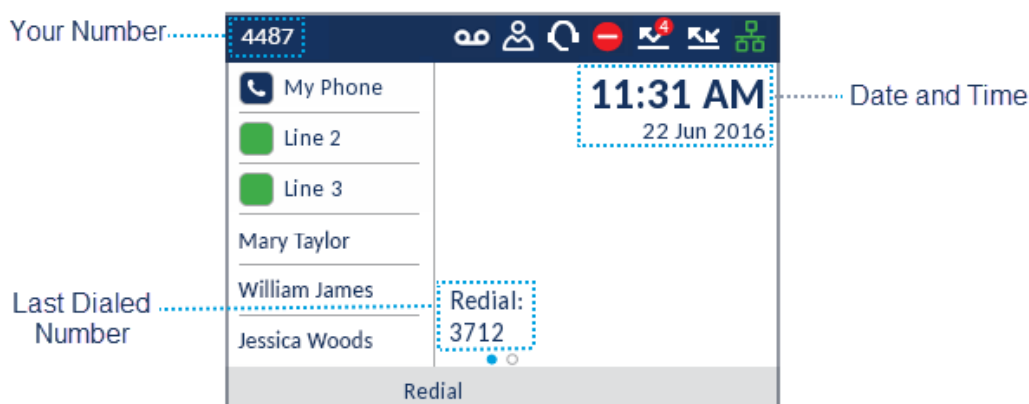 Your Number
4487
4
My Phone
11:31 AM
Date and Time
22 Jun 2016
Line 2
Line 3
Mary Taylor
William James
Last Dialed
Number
Redial:
3712
Jessica Woods
Redial